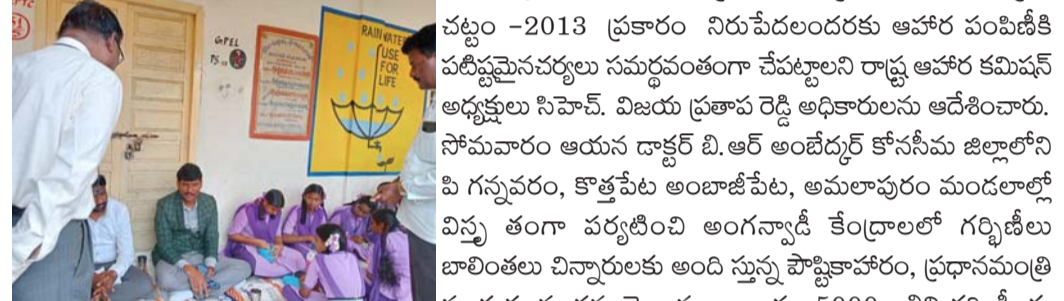 GPEL
RAIN WATER
USE
FOR
LIFE
చట్టం -2013 ప్రకారం నిరుపేదలందరకు ఆహార పంపిణీకి
పటిష్టమైనచర్యలు సమర్థవంతంగా చేపట్టాలని రాష్ట్ర ఆహార కమిషన్
అధ్యక్షులు సిహెచ్. విజయ ప్రతాప రెడ్డి అధికారులను ఆదేశించారు.
సోమవారం ఆయన డాక్టర్ బి.ఆర్ అంబేద్కర్ కోనసీమ జిల్లాలోని
పి గన్నవరం, కొత్తపేట అంబాజీపేట, అమలాపురం మండలాల్లో
విస్తృ తంగా పర్యటించి అంగన్వాడీ కేంద్రాలలో గర్భిణీలు
బాలింతలు చిన్నారులకు అంది స్తున్న పౌష్టికాహారం, ప్రధానమంత్రి